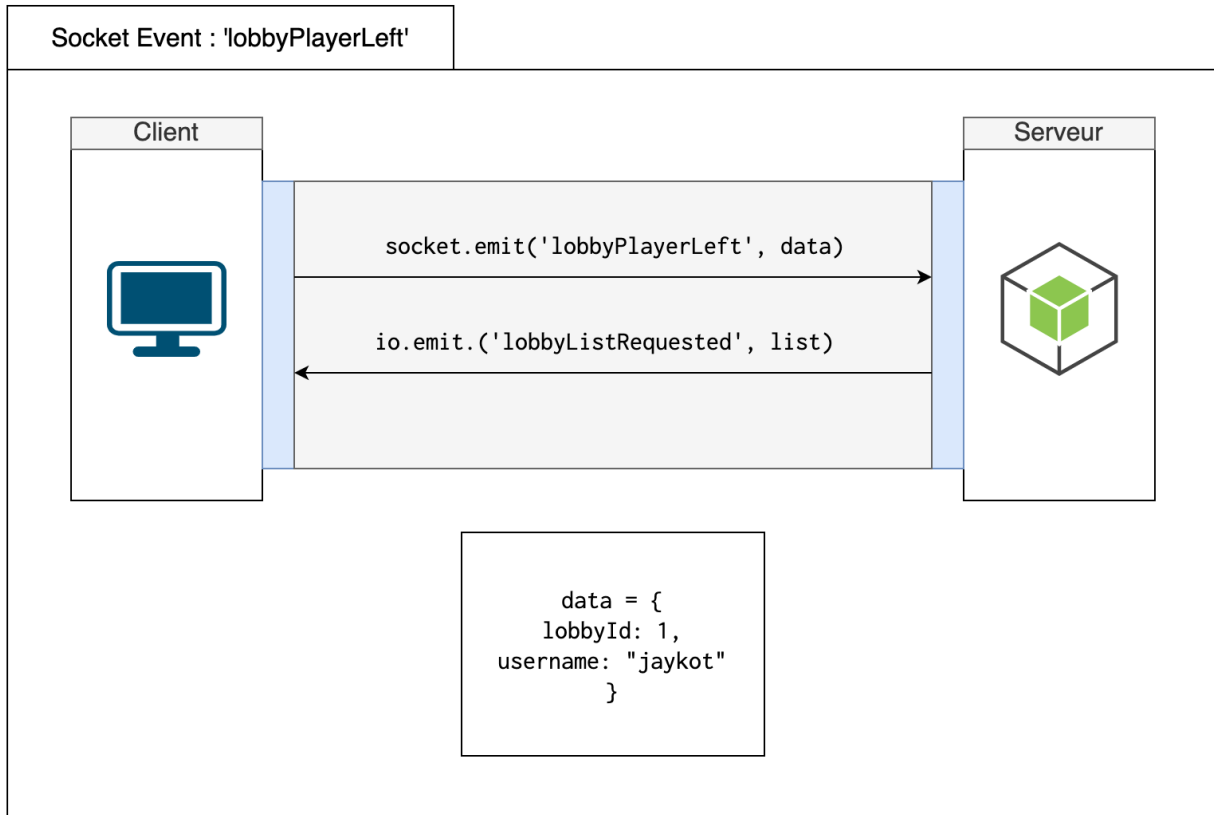 Socket Event : 'lobbyPlayerLeft'
Client
Serveur
socket.emit('lobbyPlayerLeft', data)
io.emit.('lobbyListRequested', list)
data = {
lobbyId: 1,
username: "jaykot"
}